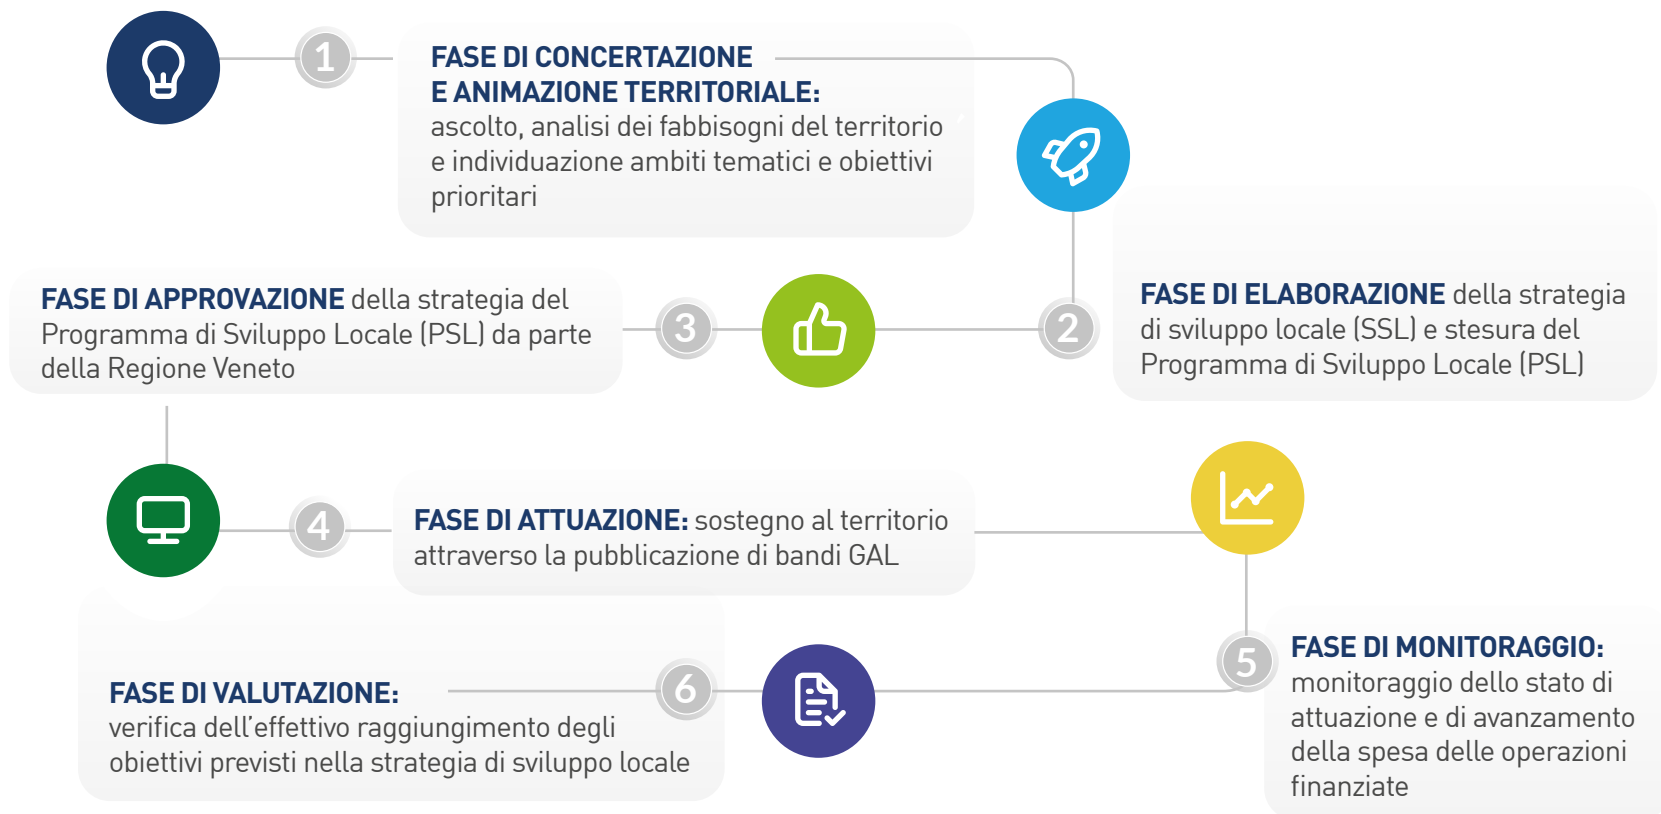 1
FASE DI CONCERTAZIONE
E ANIMAZIONE TERRITORIALE:
ascolto, analisi dei fabbisogni del territorio
e individuazione ambiti tematici e obiettivi
prioritari
2
FASE DI ELABORAZIONE della strategia
di sviluppo locale (SSL) e stesura del
Programma di Sviluppo Locale (PSL)
3
FASE DI APPROVAZIONE della strategia del
Programma di Sviluppo Locale (PSL) da parte
della Regione Veneto
4
FASE DI ATTUAZIONE: sostegno al territorio
attraverso la pubblicazione di bandi GAL
5
FASE DI MONITORAGGIO:
monitoraggio dello stato di
attuazione e di avanzamento
della spesa delle operazioni
finanziate
6
FASE DI VALUTAZIONE:
verifica dell'effettivo raggiungimento degli
obiettivi previsti nella strategia di sviluppo locale